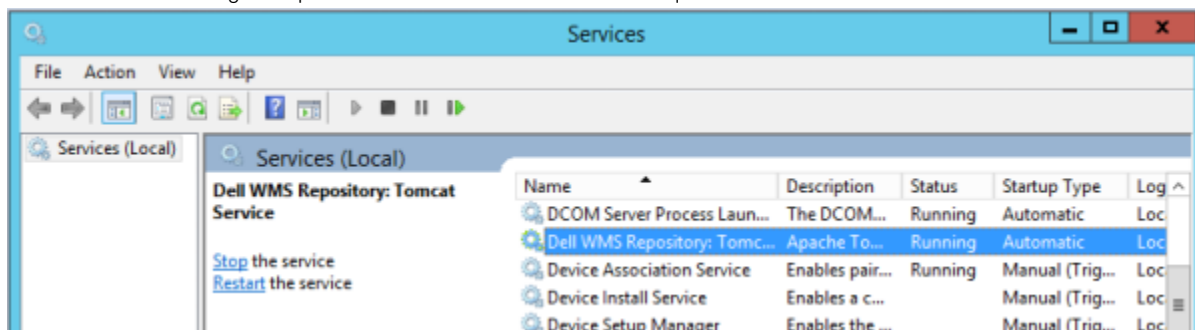 Services
File Action View Help
Services (Local)
Services (Local)
Dell WMS Repository: Tomcat
Service
Stop the service
Restart the service
Name Description Status Startup Type Log
DCOM Server Process Laun... The DCOM... Running Automatic Loc
Dell WMS Repository: Tomc... Apache To... Running Automatic Loc
Device Association Service Enables pair... Running Manual (Trig... Loc
Device Install Service Enables a c... Manual (Trig... Loc
Device Setup Manager Enables the ... Manual (Trig... Loc